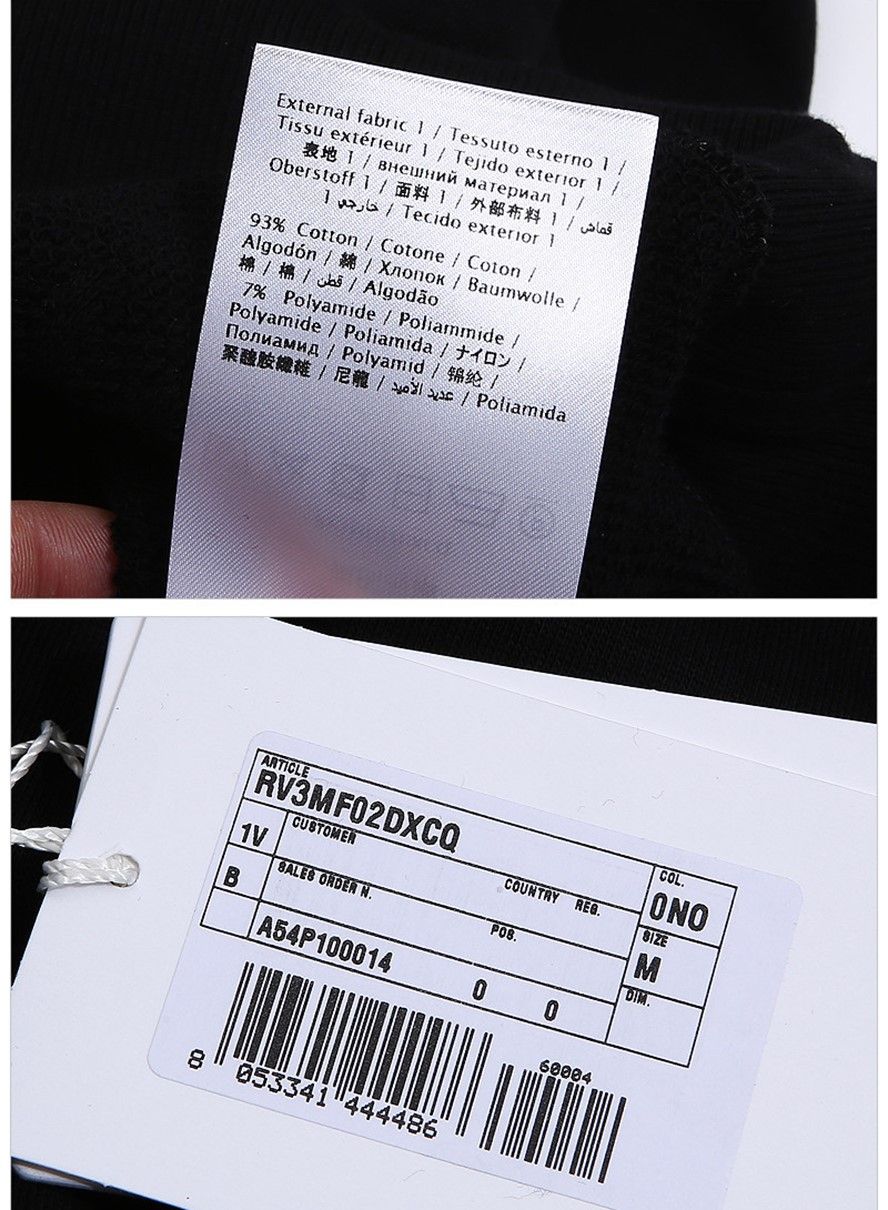 External fabric 1 / Tessuto esterno 1 /
Tissu extérieur 1 / Tejido exterior 1 /
表地 1 / внешний материал 1 /
Oberstoff 1 / 面料 1 / 外部布料 1 / قماش
خارجي 1 / Tecido exterior 1
93% Cotton / Cotone / Coton /
Algodón / 綿 / Хлопок / Baumwolle /
棉 / 棉 / قطن / Algodão
7% Polyamide / Poliammide /
Polyamide / Poliamida / ナイロン /
Полиамид / Polyamid / 锦纶 /
聚醯胺纖維 / 尼龍 / عديد الأميد / Poliamida
ARTICLE
RV3MF02DXCQ
COL.
0N0
1V
CUSTOMER
COUNTRY REG.
SIZE
M
B
SALES ORDER N.
POS.
DIM.
A54P100014 0 0
60004
8 053341 444486